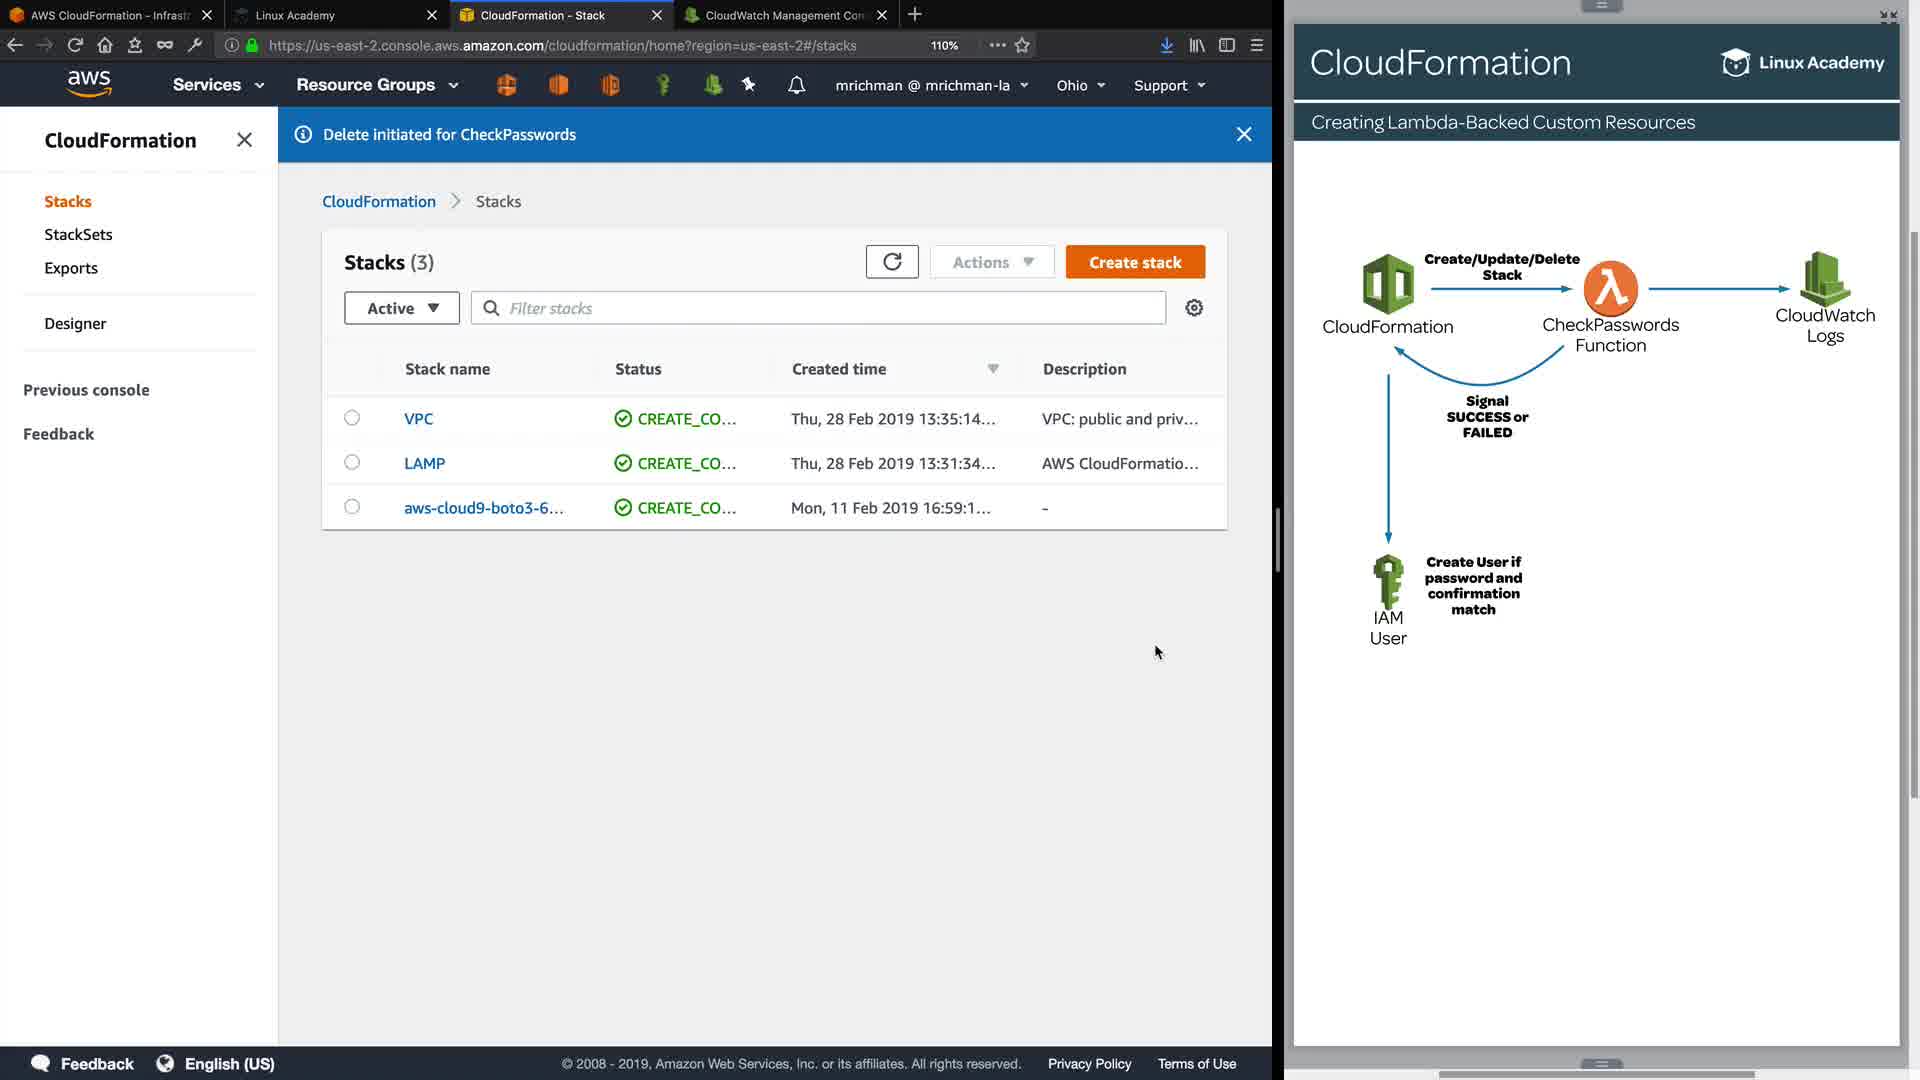 AWS CloudFormation - Infrastr
Linux Academy
CloudFormation - Stack
CloudWatch Management Con
https://us-east-2.console.aws.amazon.com/cloudformation/home?region=us-east-2#/stacks
110%
aws
Services
Resource Groups
mrichman @ mrichman-la
Ohio
Support
CloudFormation
Stacks
StackSets
Exports
Designer
Previous console
Feedback
Delete initiated for CheckPasswords
CloudFormation
Stacks
Stacks (3)
Actions
Create stack
Active
Filter stacks
Stack name
Status
Created time
Description
VPC
CREATE_CO...
Thu, 28 Feb 2019 13:35:14...
VPC: public and priv...
LAMP
CREATE_CO...
Thu, 28 Feb 2019 13:31:34...
AWS CloudFormatio...
aws-cloud9-boto3-6...
CREATE_CO...
Mon, 11 Feb 2019 16:59:1...
-
Feedback
English (US)
© 2008 - 2019, Amazon Web Services, Inc. or its affiliates. All rights reserved.
Privacy Policy
Terms of Use
CloudFormation
Linux Academy
Creating Lambda-Backed Custom Resources
Create/Update/Delete
Stack
CloudFormation
λ
CheckPasswords
Function
CloudWatch
Logs
Signal
SUCCESS or
FAILED
Create User if
password and
confirmation
match
IAM
User